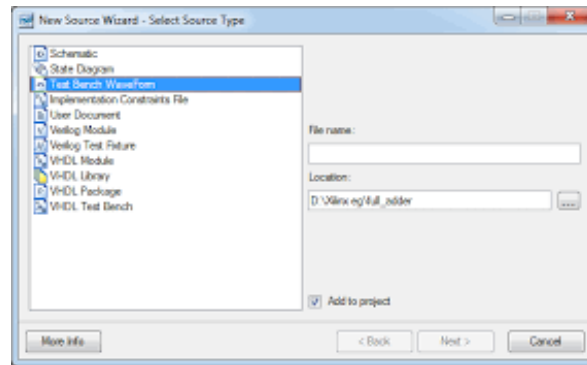 New Source Wizard - Select Source Type
Schematic
State Diagram
Test Bench WaveForm
Implementation Constraints File
User Document
Verilog Module
Verilog Test Fixture
VHDL Module
VHDL Library
VHDL Package
VHDL Test Bench
File name:
Location:
D:\Xilinx eg\full_adder
...
Add to project
More Info
< Back
Next >
Cancel